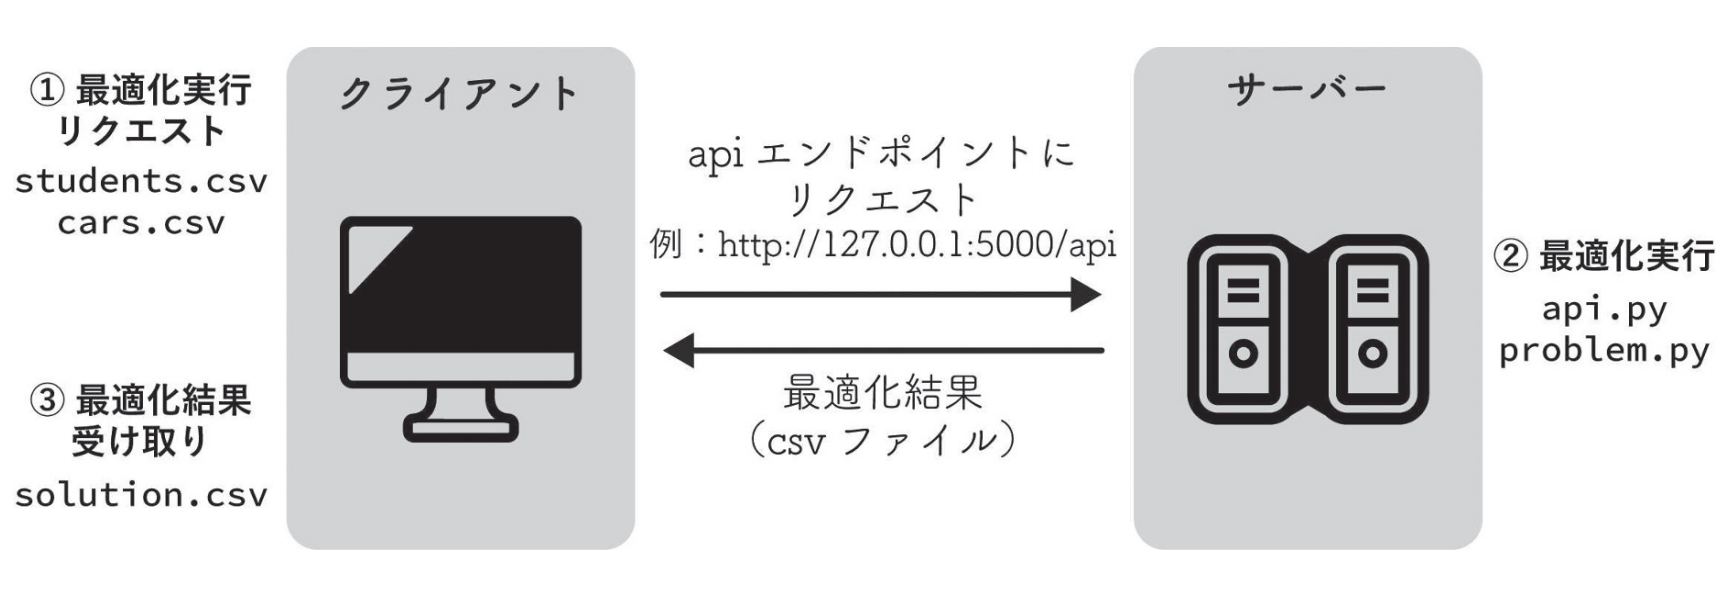 ① 最適化実行
リクエスト
students.csv
cars.csv
③ 最適化結果
受け取り
solution.csv
クライアント
api エンドポイントに
リクエスト
例：http://127.0.0.1:5000/api
最適化結果
（csv ファイル）
サーバー
② 最適化実行
api.py
problem.py